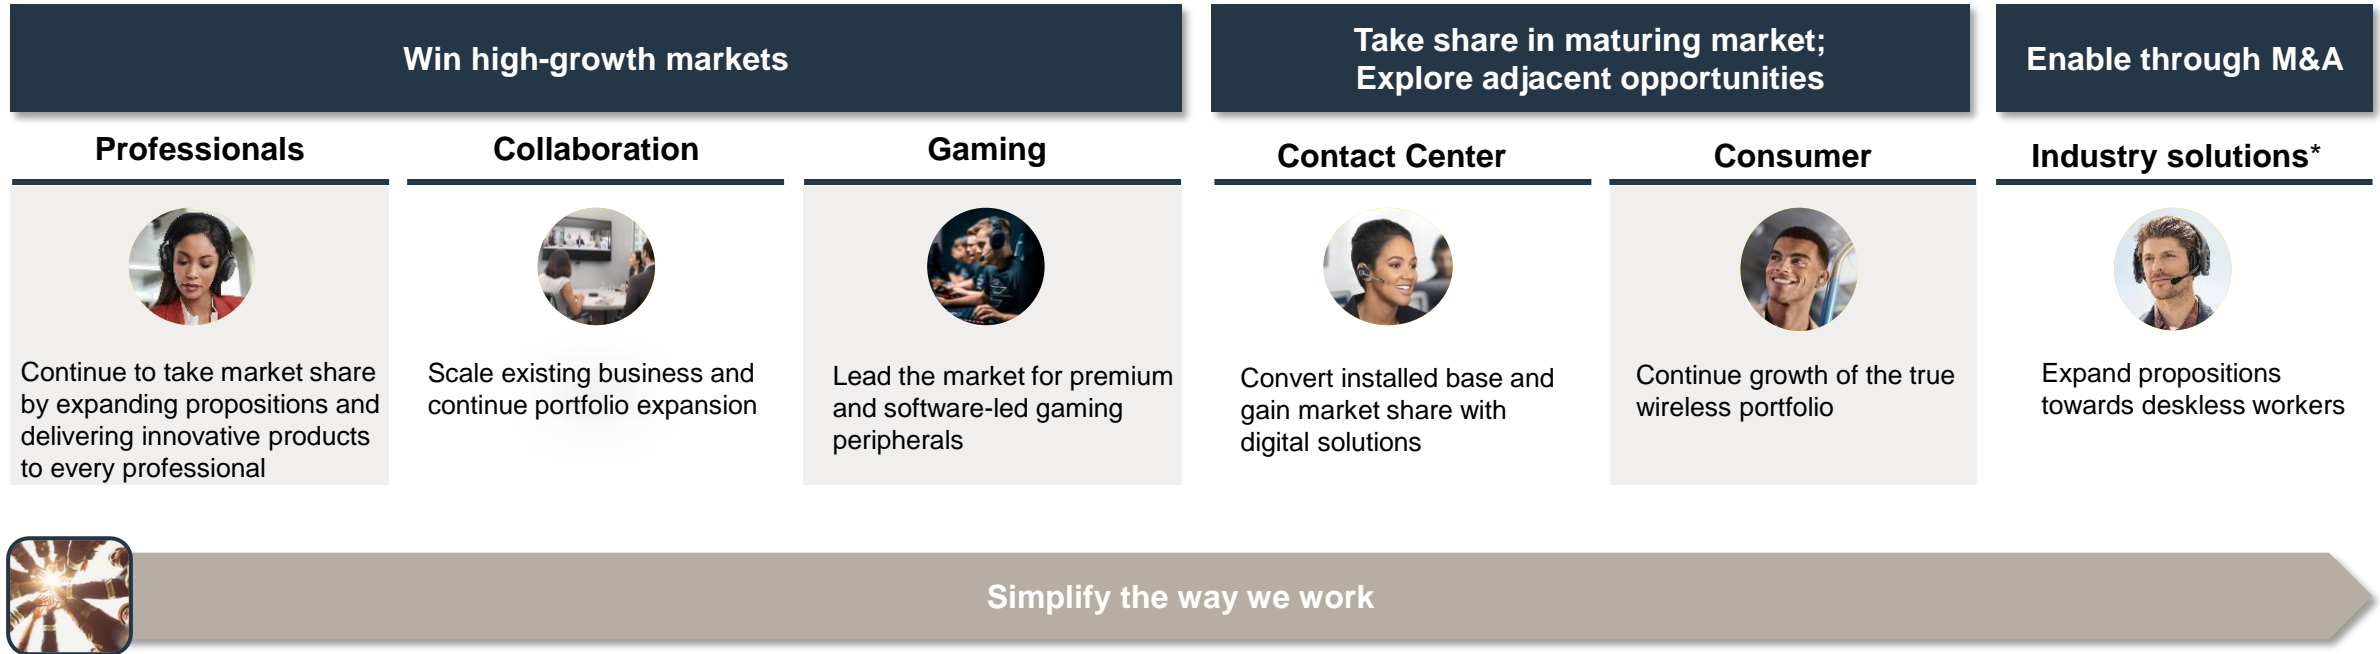 Win high-growth markets
Take share in maturing market;
Explore adjacent opportunities
Enable through M&A
Professionals
Continue to take market share
by expanding propositions and
delivering innovative products
to every professional
Collaboration
Scale existing business and
continue portfolio expansion
Gaming
Lead the market for premium
and software-led gaming
peripherals
Contact Center
Convert installed base and
gain market share with
digital solutions
Consumer
Continue growth of the true
wireless portfolio
Industry solutions*
Expand propositions
towards deskless workers
Simplify the way we work